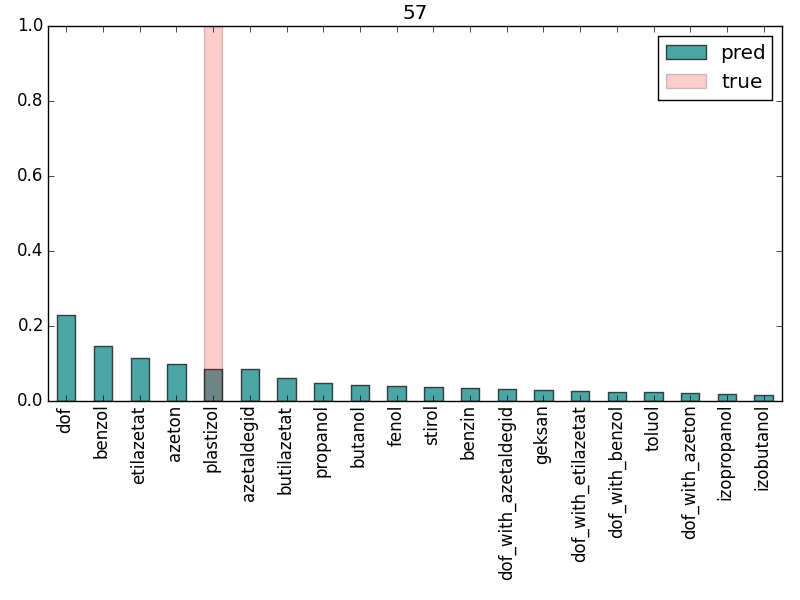 57
1.0
0.8
0.6
0.4
0.2
0.0
pred
true
dof
benzol
etilazetat
azeton
plastizol
azetaldegid
butilazetat
propanol
butanol
fenol
stirol
benzin
dof_with_azetaldegid
geksan
dof_with_etilazetat
dof_with_benzol
toluol
dof_with_azeton
izopropanol
izobutanol